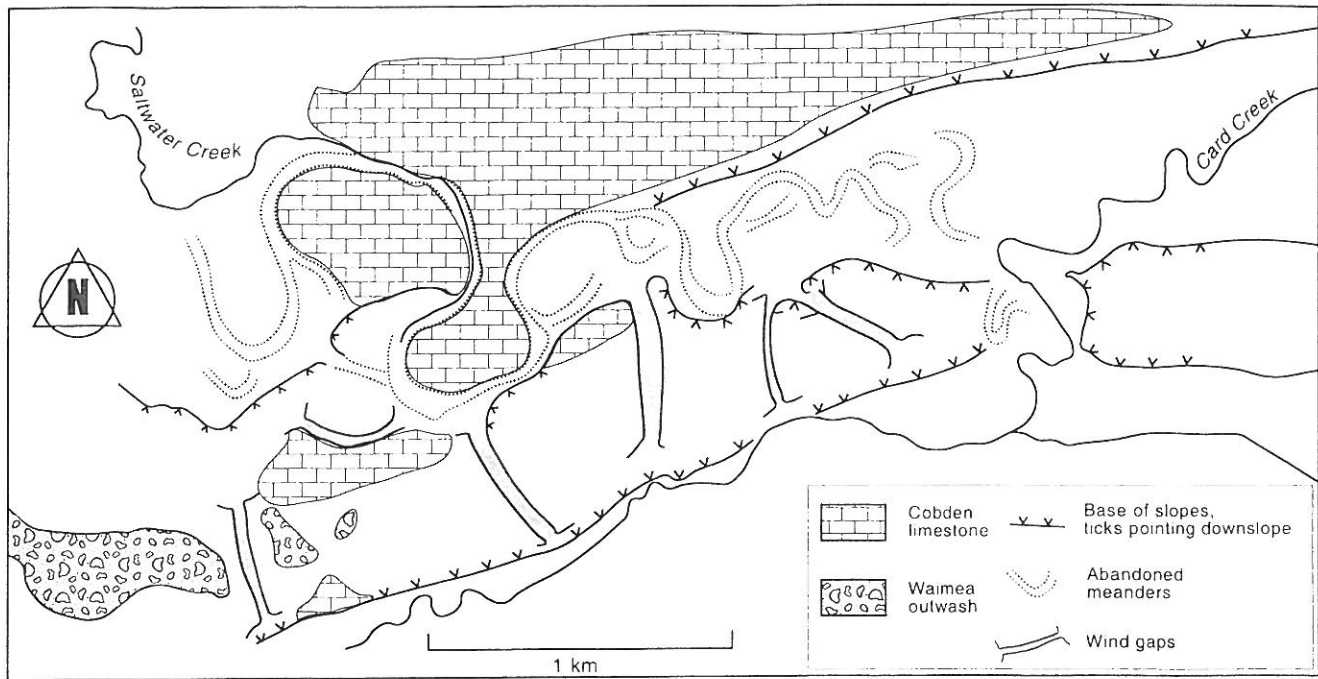 Saltwater Creek
Card Creek
N
Cobden
limestone
Base of slopes,
ticks pointing downslope
Waimea
outwash
Abandoned
meanders
Wind gaps
1 km